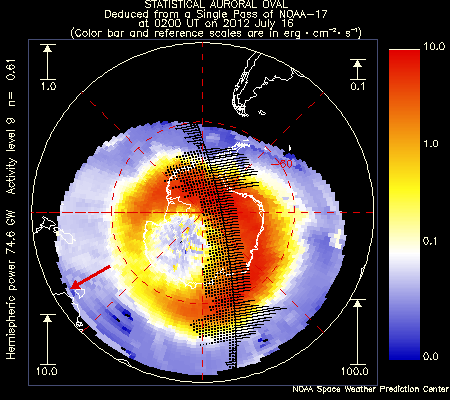 STATISTICAL AURORAL OVAL
Deduced from a Single Pass of NOAA-17
at 0200 UT on 2012 July 16
(Color bar and reference scales are in erg·cm⁻²·s⁻¹)
Hemispheric power 74.6 GW Activity level 9 n= 0.61
1.0
0.1
10.0
1.0
0.1
0.0
-60
10.0
100.0
NOAA Space Weather Prediction Center